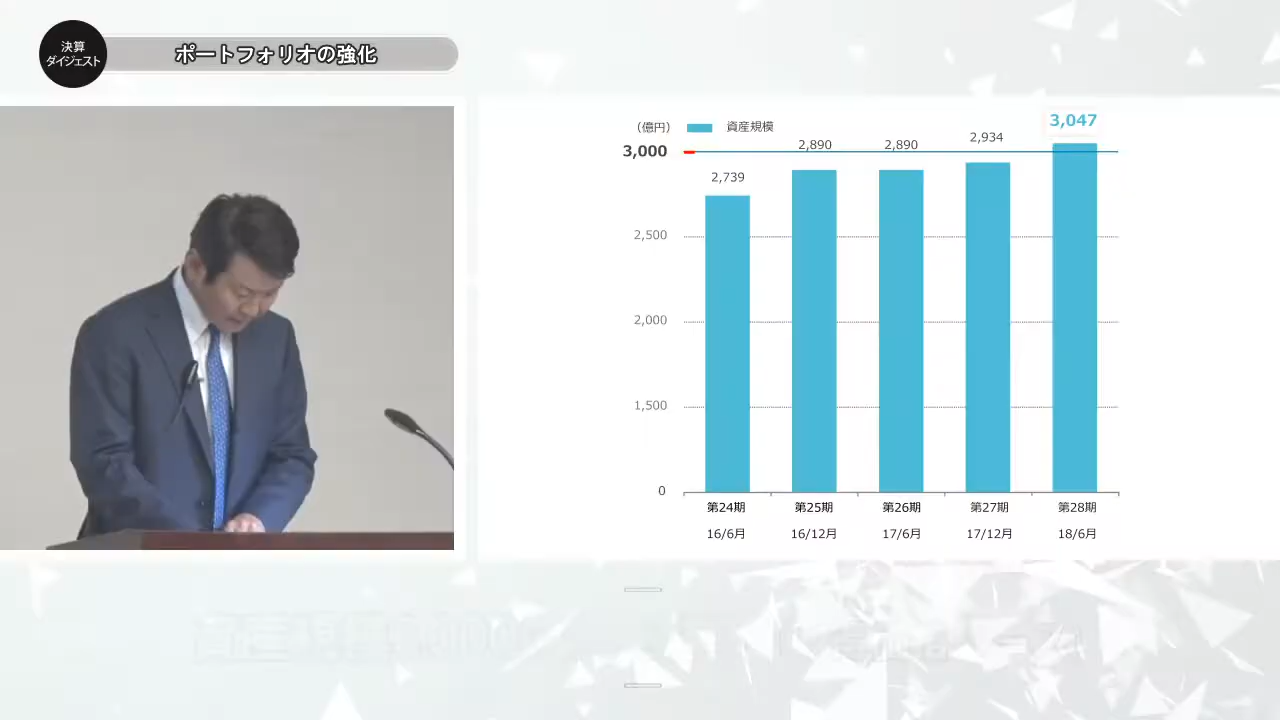 決算
ダイジェスト
ポートフォリオの強化
（億円）
資産規模
3,000
2,500
2,000
1,500
0
2,739
2,890
2,890
2,934
3,047
第24期
第25期
第26期
第27期
第28期
16/6月
16/12月
17/6月
17/12月
18/6月